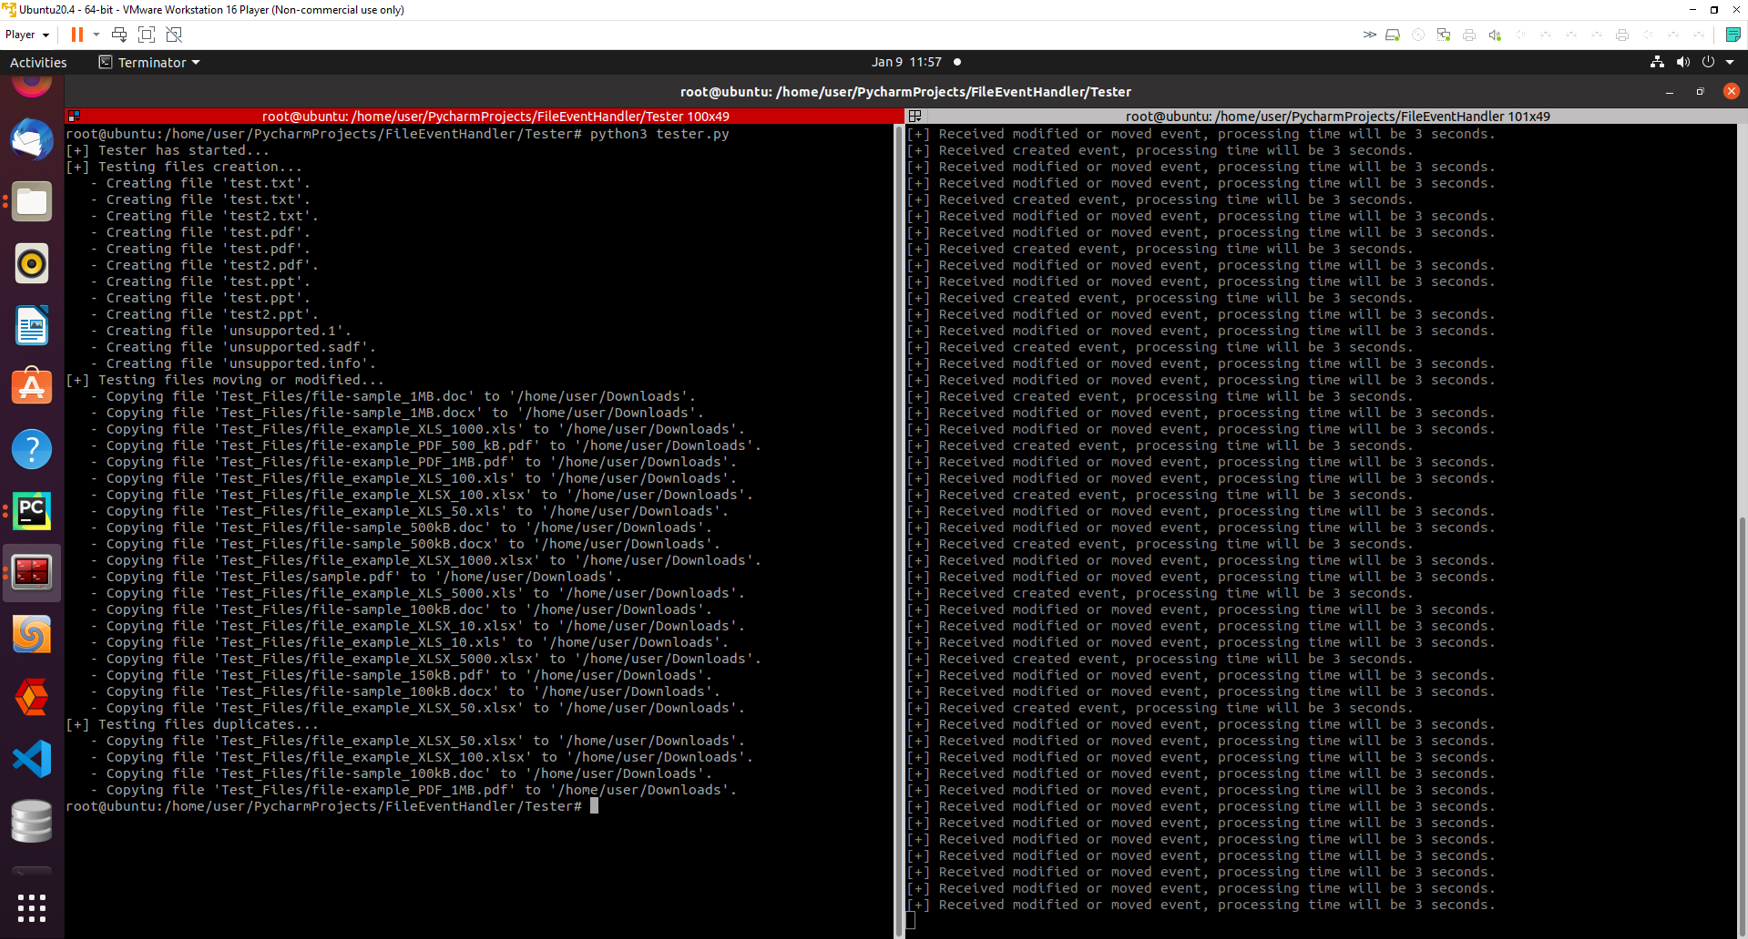 Ubuntu20.4 - 64-bit - VMware Workstation 16 Player (Non-commercial use only)
Player
Activities
Terminator
Jan 9 11:57
root@ubuntu: /home/user/PycharmProjects/FileEventHandler/Tester
root@ubuntu: /home/user/PycharmProjects/FileEventHandler/Tester 100x49
root@ubuntu:/home/user/PycharmProjects/FileEventHandler/Tester# python3 tester.py
[+] Tester has started...
[+] Testing files creation...
- Creating file 'test.txt'.
- Creating file 'test.txt'.
- Creating file 'test2.txt'.
- Creating file 'test.pdf'.
- Creating file 'test.pdf'.
- Creating file 'test2.pdf'.
- Creating file 'test.ppt'.
- Creating file 'test.ppt'.
- Creating file 'test2.ppt'.
- Creating file 'unsupported.1'.
- Creating file 'unsupported.sadf'.
- Creating file 'unsupported.info'.
[+] Testing files moving or modified...
- Copying file 'Test_Files/file-sample_1MB.doc' to '/home/user/Downloads'.
- Copying file 'Test_Files/file-sample_1MB.docx' to '/home/user/Downloads'.
- Copying file 'Test_Files/file_example_XLS_1000.xls' to '/home/user/Downloads'.
- Copying file 'Test_Files/file-example_PDF_500_kB.pdf' to '/home/user/Downloads'.
- Copying file 'Test_Files/file-example_PDF_1MB.pdf' to '/home/user/Downloads'.
- Copying file 'Test_Files/file_example_XLS_100.xls' to '/home/user/Downloads'.
- Copying file 'Test_Files/file_example_XLSX_100.xlsx' to '/home/user/Downloads'.
- Copying file 'Test_Files/file_example_XLS_50.xls' to '/home/user/Downloads'.
- Copying file 'Test_Files/file-sample_500kB.doc' to '/home/user/Downloads'.
- Copying file 'Test_Files/file-sample_500kB.docx' to '/home/user/Downloads'.
- Copying file 'Test_Files/file_example_XLSX_1000.xlsx' to '/home/user/Downloads'.
- Copying file 'Test_Files/sample.pdf' to '/home/user/Downloads'.
- Copying file 'Test_Files/file_example_XLS_5000.xls' to '/home/user/Downloads'.
- Copying file 'Test_Files/file-sample_100kB.doc' to '/home/user/Downloads'.
- Copying file 'Test_Files/file_example_XLSX_10.xlsx' to '/home/user/Downloads'.
- Copying file 'Test_Files/file_example_XLS_10.xls' to '/home/user/Downloads'.
- Copying file 'Test_Files/file_example_XLSX_5000.xlsx' to '/home/user/Downloads'.
- Copying file 'Test_Files/file-sample_150kB.pdf' to '/home/user/Downloads'.
- Copying file 'Test_Files/file-sample_100kB.docx' to '/home/user/Downloads'.
- Copying file 'Test_Files/file_example_XLSX_50.xlsx' to '/home/user/Downloads'.
[+] Testing files duplicates...
- Copying file 'Test_Files/file_example_XLSX_50.xlsx' to '/home/user/Downloads'.
- Copying file 'Test_Files/file_example_XLSX_100.xlsx' to '/home/user/Downloads'.
- Copying file 'Test_Files/file-sample_100kB.doc' to '/home/user/Downloads'.
- Copying file 'Test_Files/file-example_PDF_1MB.pdf' to '/home/user/Downloads'.
root@ubuntu:/home/user/PycharmProjects/FileEventHandler/Tester#
root@ubuntu: /home/user/PycharmProjects/FileEventHandler 101x49
[+] Received modified or moved event, processing time will be 3 seconds.
[+] Received created event, processing time will be 3 seconds.
[+] Received modified or moved event, processing time will be 3 seconds.
[+] Received modified or moved event, processing time will be 3 seconds.
[+] Received created event, processing time will be 3 seconds.
[+] Received modified or moved event, processing time will be 3 seconds.
[+] Received modified or moved event, processing time will be 3 seconds.
[+] Received created event, processing time will be 3 seconds.
[+] Received modified or moved event, processing time will be 3 seconds.
[+] Received modified or moved event, processing time will be 3 seconds.
[+] Received created event, processing time will be 3 seconds.
[+] Received modified or moved event, processing time will be 3 seconds.
[+] Received modified or moved event, processing time will be 3 seconds.
[+] Received created event, processing time will be 3 seconds.
[+] Received modified or moved event, processing time will be 3 seconds.
[+] Received modified or moved event, processing time will be 3 seconds.
[+] Received created event, processing time will be 3 seconds.
[+] Received modified or moved event, processing time will be 3 seconds.
[+] Received modified or moved event, processing time will be 3 seconds.
[+] Received created event, processing time will be 3 seconds.
[+] Received modified or moved event, processing time will be 3 seconds.
[+] Received modified or moved event, processing time will be 3 seconds.
[+] Received created event, processing time will be 3 seconds.
[+] Received modified or moved event, processing time will be 3 seconds.
[+] Received modified or moved event, processing time will be 3 seconds.
[+] Received created event, processing time will be 3 seconds.
[+] Received modified or moved event, processing time will be 3 seconds.
[+] Received modified or moved event, processing time will be 3 seconds.
[+] Received created event, processing time will be 3 seconds.
[+] Received modified or moved event, processing time will be 3 seconds.
[+] Received modified or moved event, processing time will be 3 seconds.
[+] Received modified or moved event, processing time will be 3 seconds.
[+] Received created event, processing time will be 3 seconds.
[+] Received modified or moved event, processing time will be 3 seconds.
[+] Received modified or moved event, processing time will be 3 seconds.
[+] Received created event, processing time will be 3 seconds.
[+] Received modified or moved event, processing time will be 3 seconds.
[+] Received modified or moved event, processing time will be 3 seconds.
[+] Received modified or moved event, processing time will be 3 seconds.
[+] Received modified or moved event, processing time will be 3 seconds.
[+] Received modified or moved event, processing time will be 3 seconds.
[+] Received modified or moved event, processing time will be 3 seconds.
[+] Received modified or moved event, processing time will be 3 seconds.
[+] Received modified or moved event, processing time will be 3 seconds.
[+] Received modified or moved event, processing time will be 3 seconds.
[+] Received modified or moved event, processing time will be 3 seconds.
[+] Received modified or moved event, processing time will be 3 seconds.
[+] Received modified or moved event, processing time will be 3 seconds.
PC